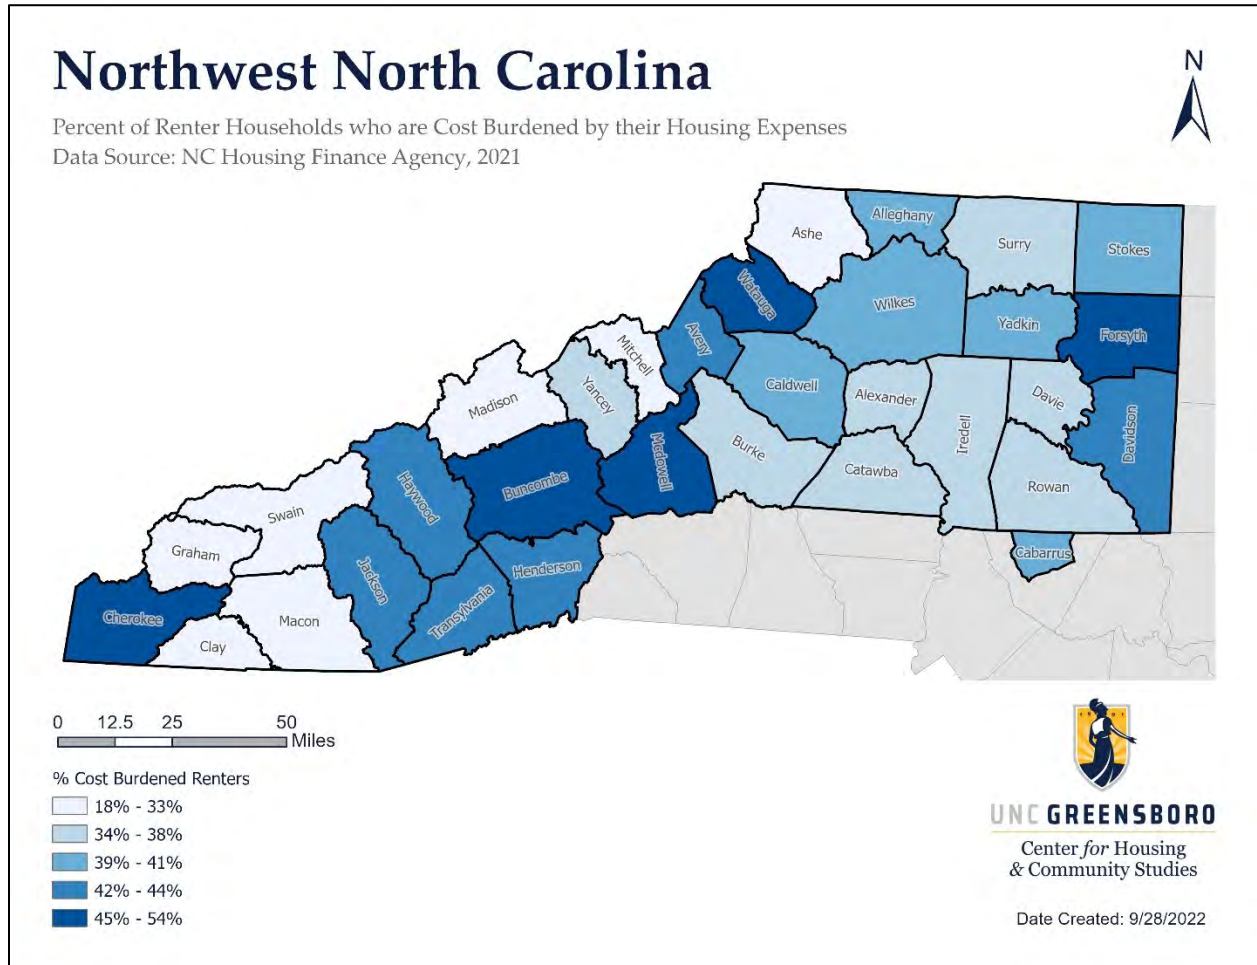 Northwest North Carolina
N
Percent of Renter Households who are Cost Burdened by their Housing Expenses
Data Source: NC Housing Finance Agency, 2021
Ashe
Alleghany
Surry
Stokes
Watauga
Wilkes
Yadkin
Forsyth
Avery
Mitchell
Caldwell
Alexander
Davie
Madison
Yancey
Iredell
Davidson
Burke
Catawba
Rowan
Mcdowell
Buncombe
Haywood
Swain
Graham
Cabarrus
Henderson
Jackson
Transylvania
Cherokee
Macon
Clay
0 12.5 25 50
Miles
% Cost Burdened Renters
18% - 33%
34% - 38%
39% - 41%
42% - 44%
45% - 54%
UNC GREENSBORO
Center for Housing
& Community Studies
Date Created: 9/28/2022